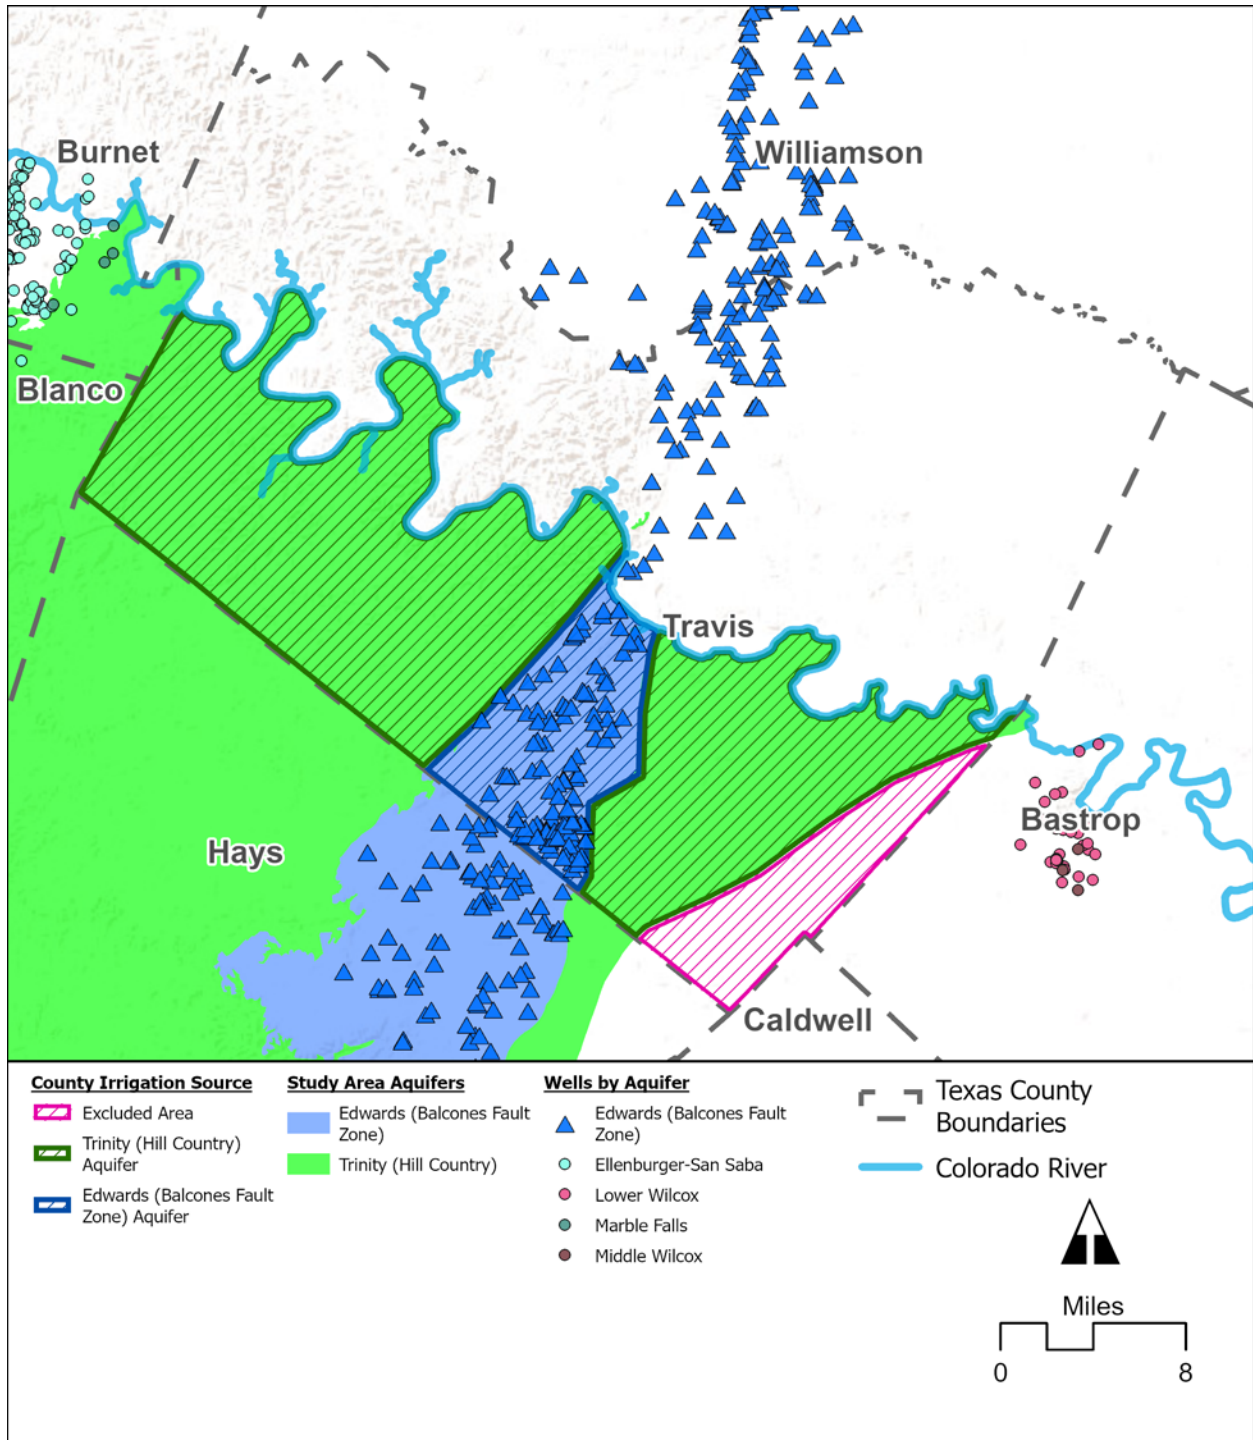 Burnet
Williamson
Blanco
Travis
Bastrop
Hays
Caldwell
County Irrigation Source
Excluded Area
Trinity (Hill Country)
Aquifer
Edwards (Balcones Fault
Zone) Aquifer
Study Area Aquifers
Edwards (Balcones Fault
Zone)
Trinity (Hill Country)
Wells by Aquifer
Edwards (Balcones Fault
Zone)
Ellenburger-San Saba
Lower Wilcox
Marble Falls
Middle Wilcox
Texas County
Boundaries
Colorado River
Miles
0 8